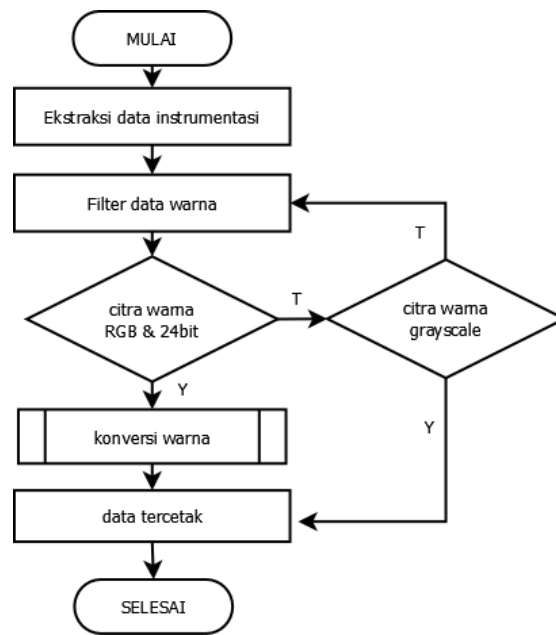 MULAI
Ekstraksi data instrumentasi
Filter data warna
T
citra warna
RGB & 24bit
T
citra warna
grayscale
Y
Y
konversi warna
data tercetak
SELESAI